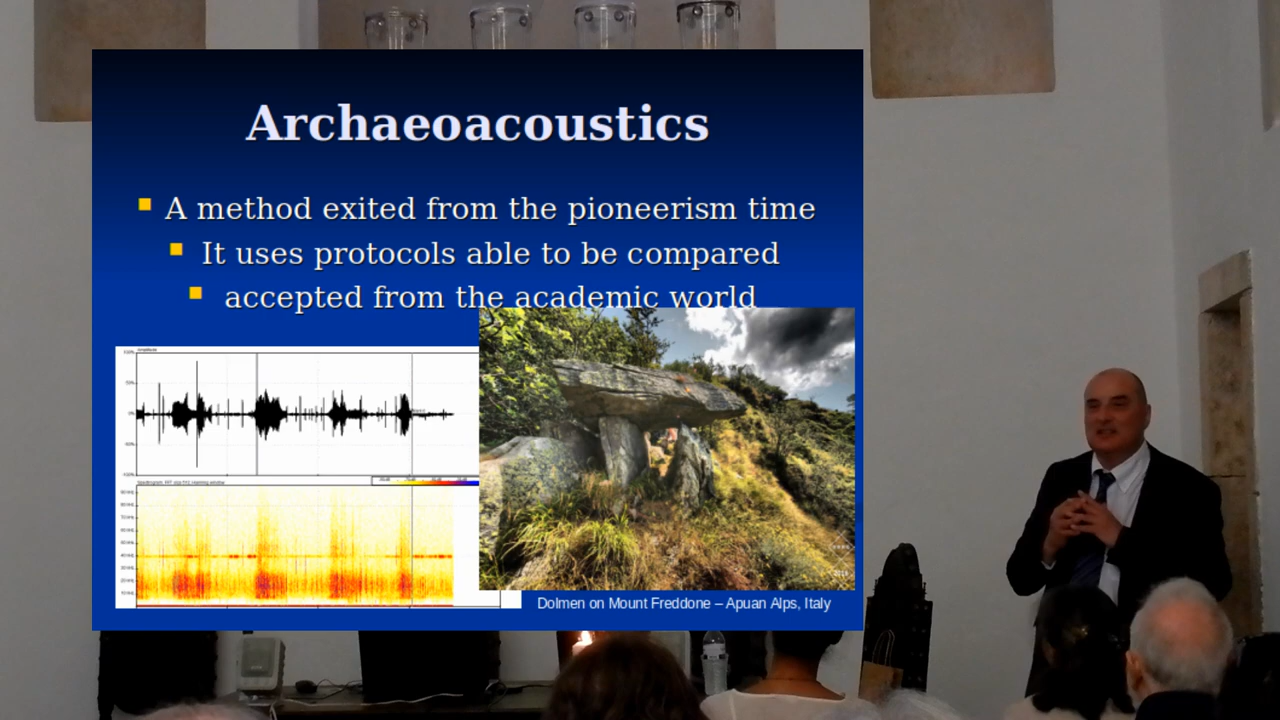 Archaeoacoustics
A method exited from the pioneerism time
It uses protocols able to be compared
accepted from the academic world
Dolmen on Mount Freddone – Apuan Alps, Italy